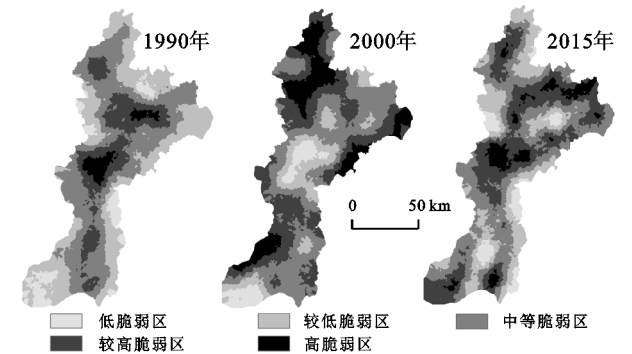 1990年 2000年 2015年
0 50 km
低脆弱区 较低脆弱区 中等脆弱区
较高脆弱区 高脆弱区